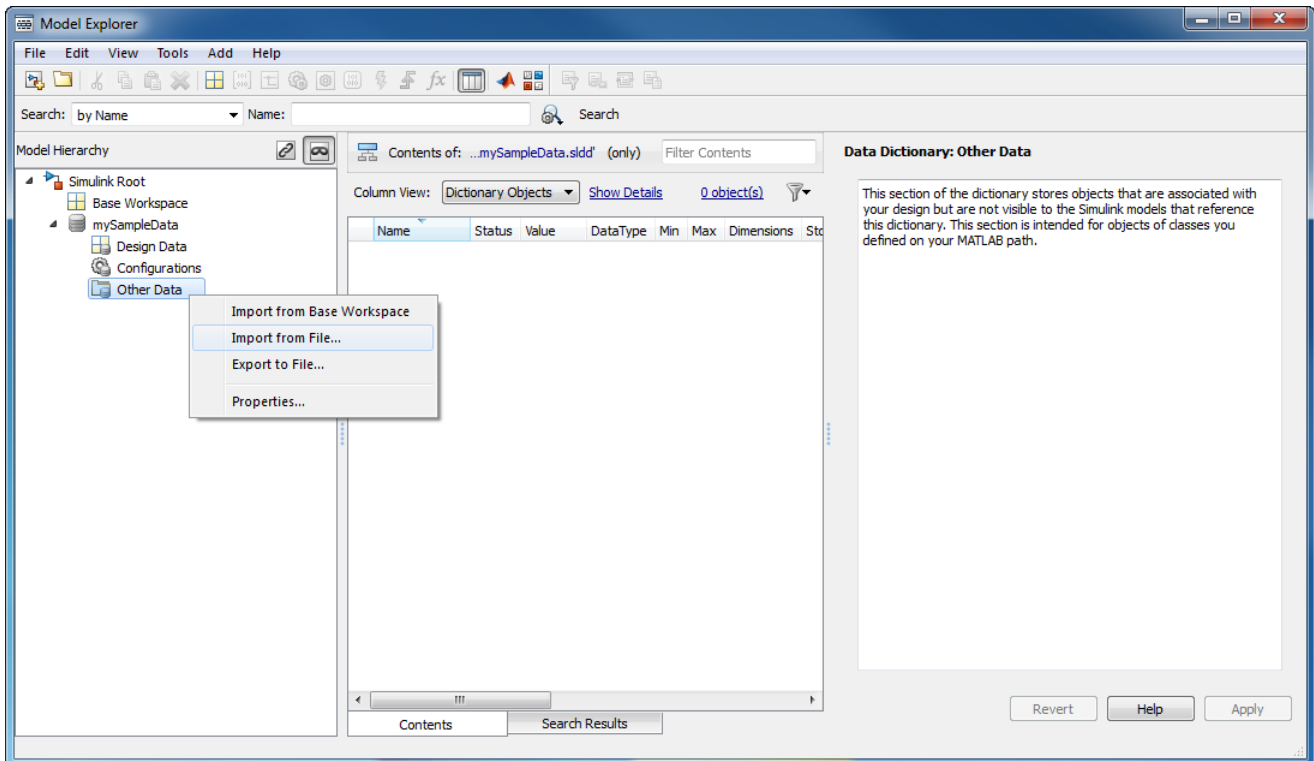 Model Explorer
File Edit View Tools Add Help
fx
Search: by Name Name: Search
Model Hierarchy
Simulink Root
Base Workspace
mySampleData
Design Data
Configurations
Other Data
Import from Base Workspace
Import from File...
Export to File...
Properties...
Contents of: ...mySampleData.sldd' (only) Filter Contents
Column View: Dictionary Objects Show Details 0 object(s)
Name Status Value DataType Min Max Dimensions Sto
Contents Search Results
Data Dictionary: Other Data
This section of the dictionary stores objects that are associated with
your design but are not visible to the Simulink models that reference
this dictionary. This section is intended for objects of classes you
defined on your MATLAB path.
Revert Help Apply